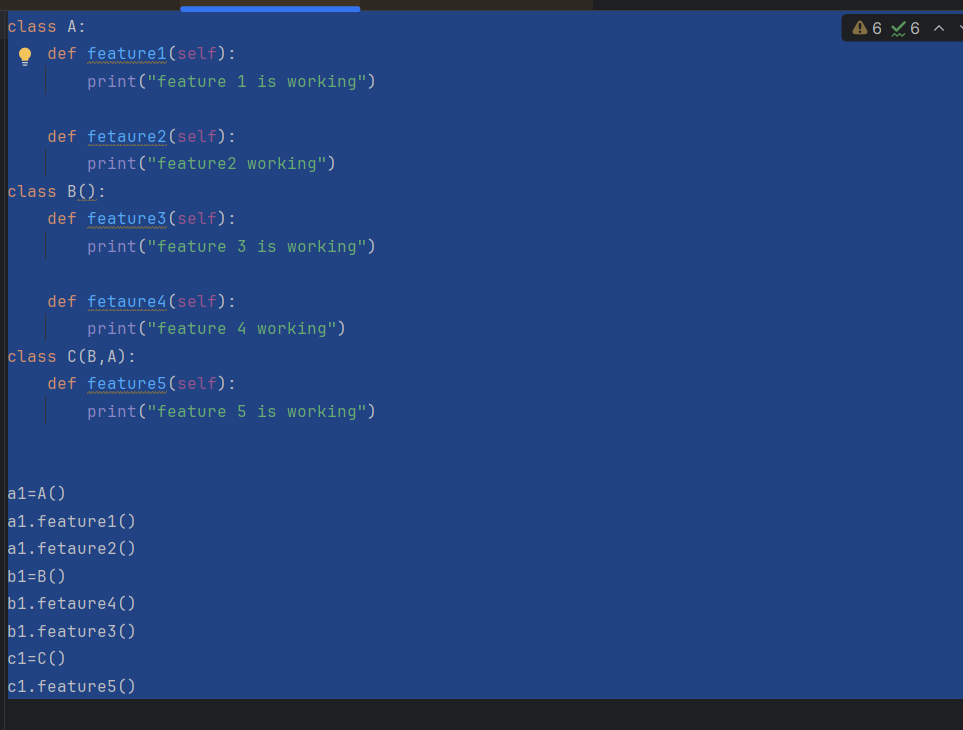 class A:
6 6
    def feature1(self):
        print("feature 1 is working")
    def fetaure2(self):
        print("feature2 working")
class B():
    def feature3(self):
        print("feature 3 is working")
    def fetaure4(self):
        print("feature 4 working")
class C(B,A):
    def feature5(self):
        print("feature 5 is working")
a1=A()
a1.feature1()
a1.fetaure2()
b1=B()
b1.fetaure4()
b1.feature3()
c1=C()
c1.feature5()